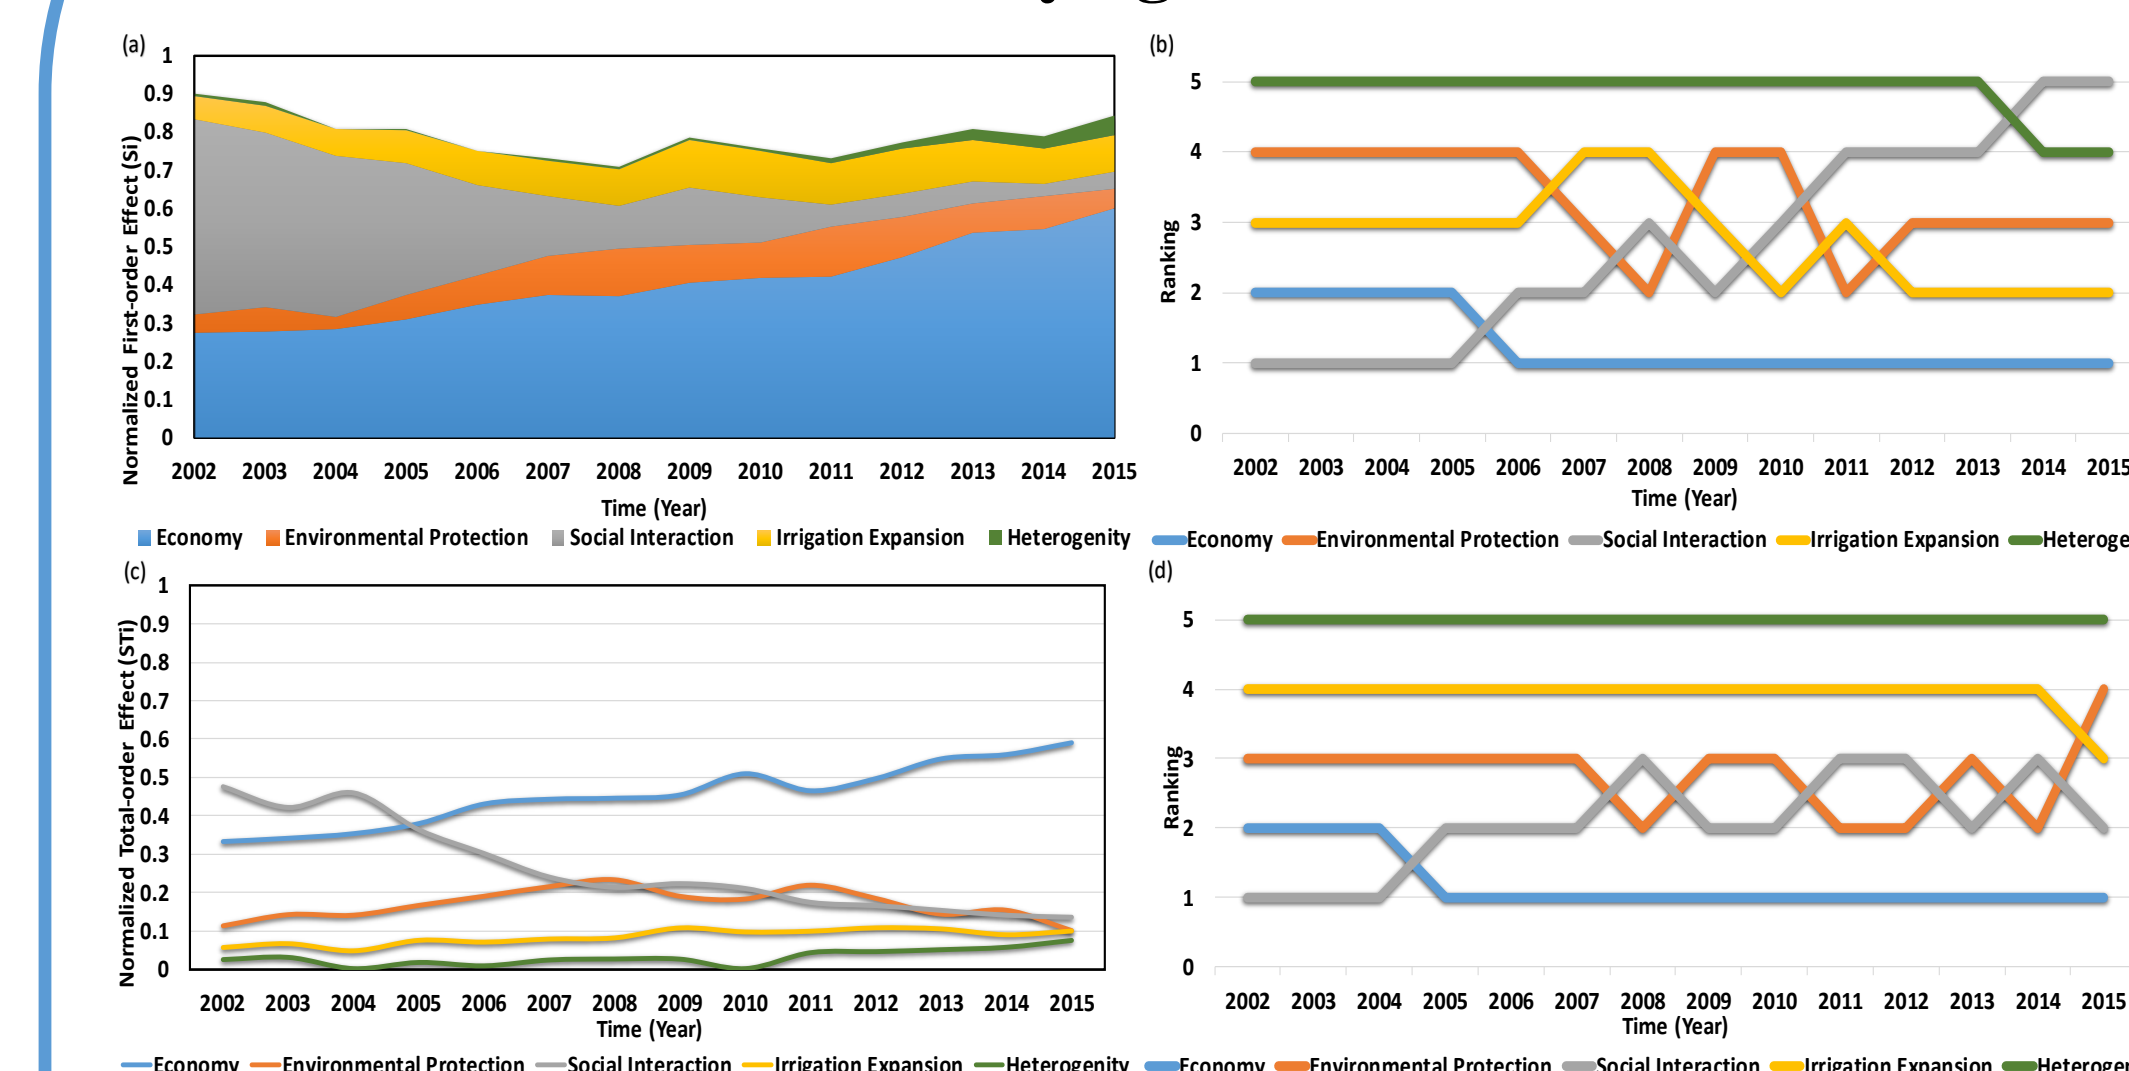 (a)
1
0.9
0.8
0.7
0.6
0.5
0.4
0.3
0.2
0.1
0
Normalized First-order Effect (Si)
2002 2003 2004 2005 2006 2007 2008 2009 2010 2011 2012 2013 2014 2015
Time (Year)
Economy Environmental Protection Social Interaction Irrigation Expansion Heterogenity
(b)
5
4
3
2
1
0
Ranking
2002 2003 2004 2005 2006 2007 2008 2009 2010 2011 2012 2013 2014 2015
Time (Year)
Economy Environmental Protection Social Interaction Irrigation Expansion Heteroge
(c)
1
0.9
0.8
0.7
0.6
0.5
0.4
0.3
0.2
0.1
0
Normalized Total-order Effect (STi)
2002 2003 2004 2005 2006 2007 2008 2009 2010 2011 2012 2013 2014 2015
Time (Year)
Economy Environmental Protection Social Interaction Irrigation Expansion Heterogenity
(d)
5
4
3
2
1
0
Ranking
2002 2003 2004 2005 2006 2007 2008 2009 2010 2011 2012 2013 2014 2015
Time (Year)
Economy Environmental Protection Social Interaction Irrigation Expansion Heteroger